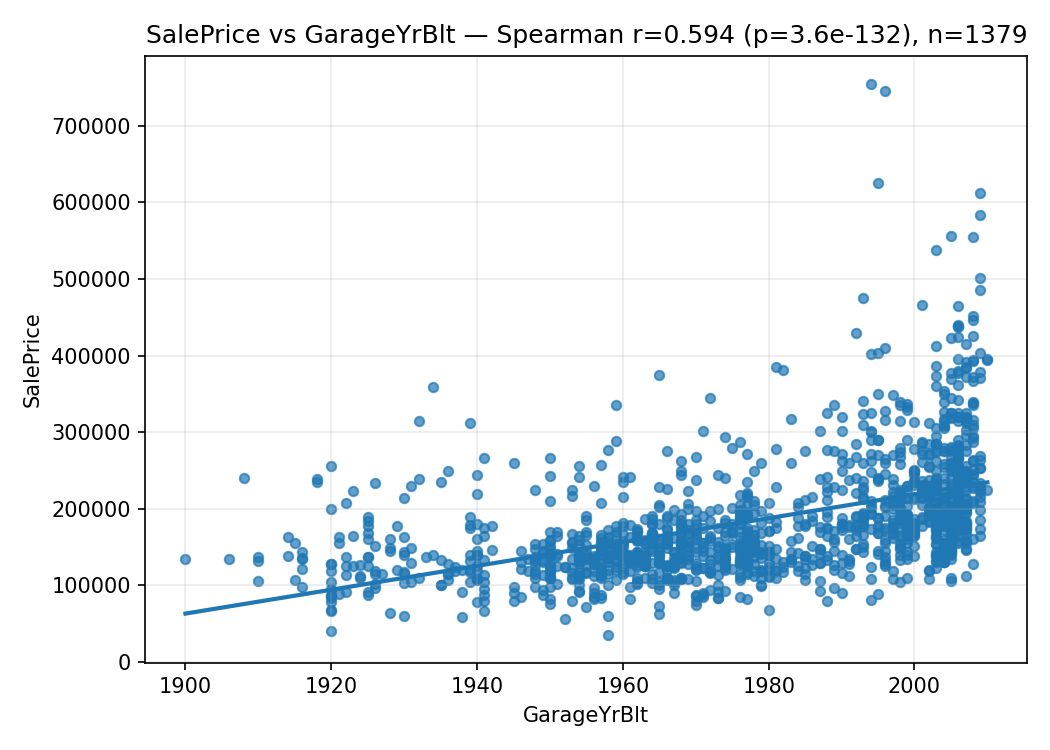 SalePrice vs GarageYrBlt — Spearman r=0.594 (p=3.6e-132), n=1379
700000
600000
500000
400000
300000
200000
100000
0
SalePrice
1900 1920 1940 1960 1980 2000
GarageYrBlt